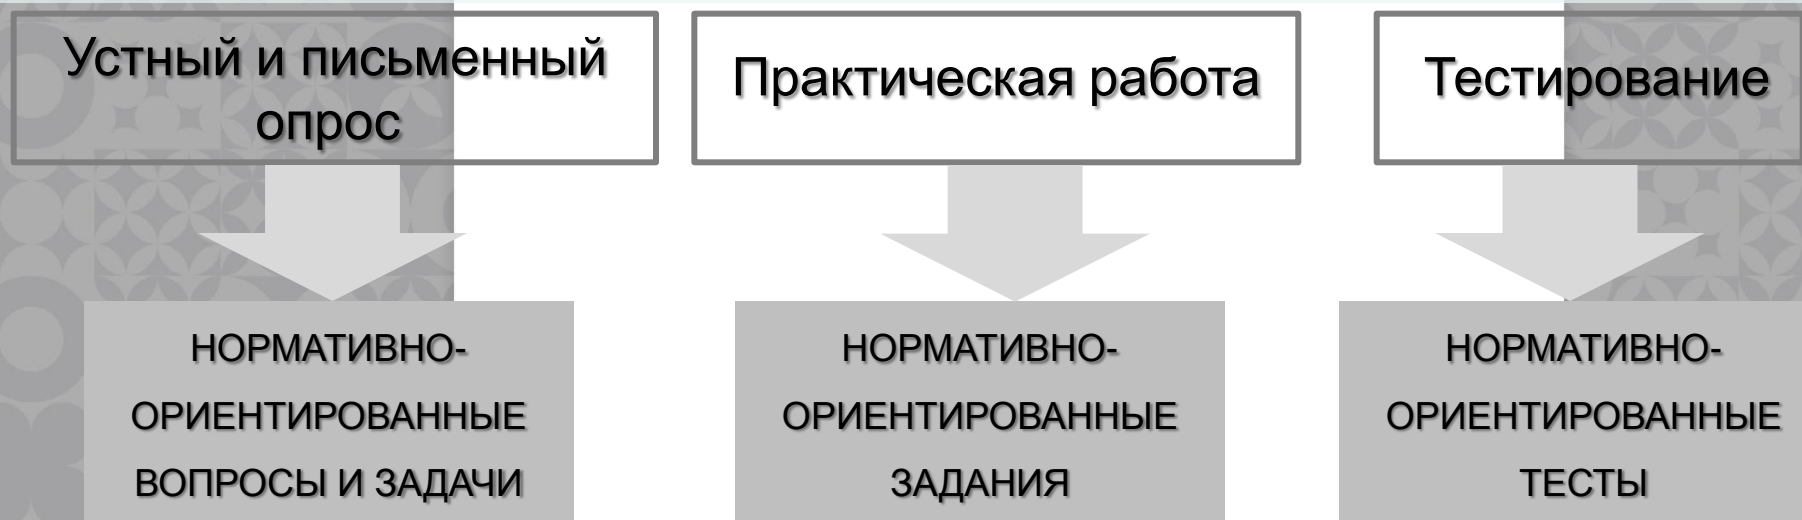 Устный и письменный
опрос
Практическая работа
Тестирование
НОРМАТИВНО-
ОРИЕНТИРОВАННЫЕ
ВОПРОСЫ И ЗАДАЧИ
НОРМАТИВНО-
ОРИЕНТИРОВАННЫЕ
ЗАДАНИЯ
НОРМАТИВНО-
ОРИЕНТИРОВАННЫЕ
ТЕСТЫ